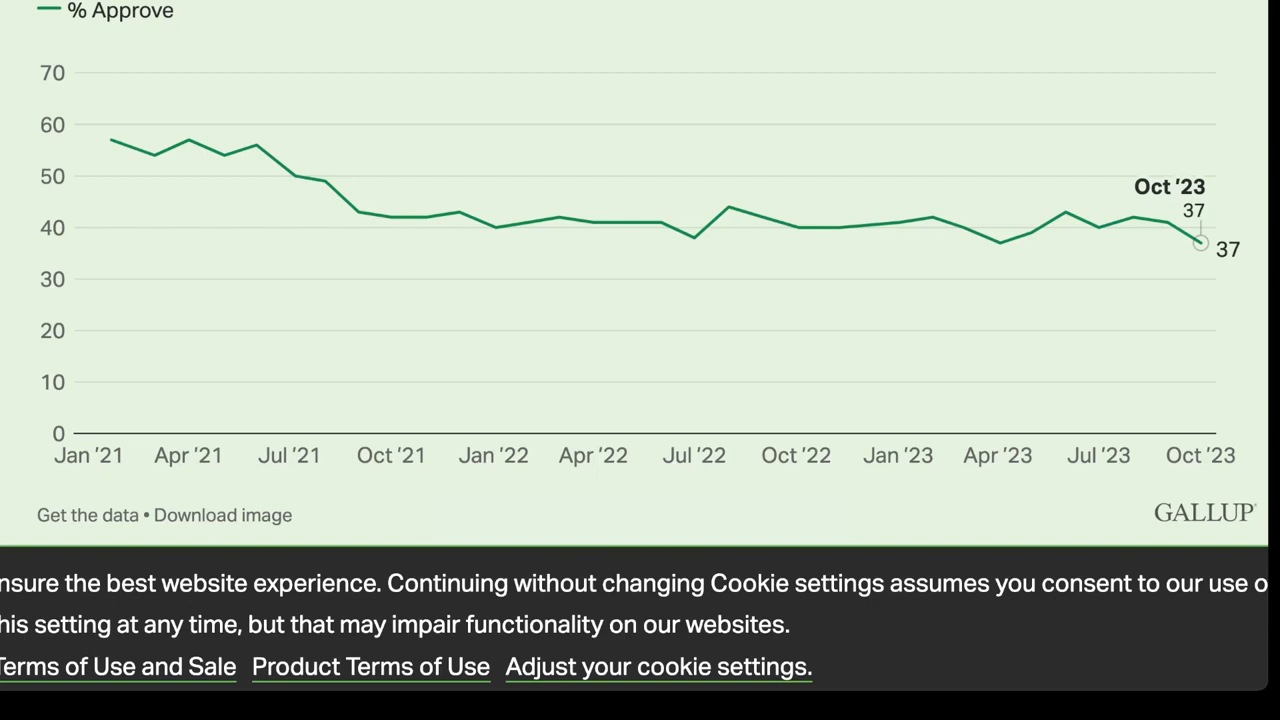 % Approve
70
60
50
Oct '23
37
40
37
30
20
10
0
Jan '21 Apr '21 Jul '21 Oct '21 Jan '22 Apr '22 Jul '22 Oct '22 Jan '23 Apr '23 Jul '23 Oct '23
Get the data • Download image GALLUP
nsure the best website experience. Continuing without changing Cookie settings assumes you consent to our use o
his setting at any time, but that may impair functionality on our websites.
Terms of Use and Sale Product Terms of Use Adjust your cookie settings.